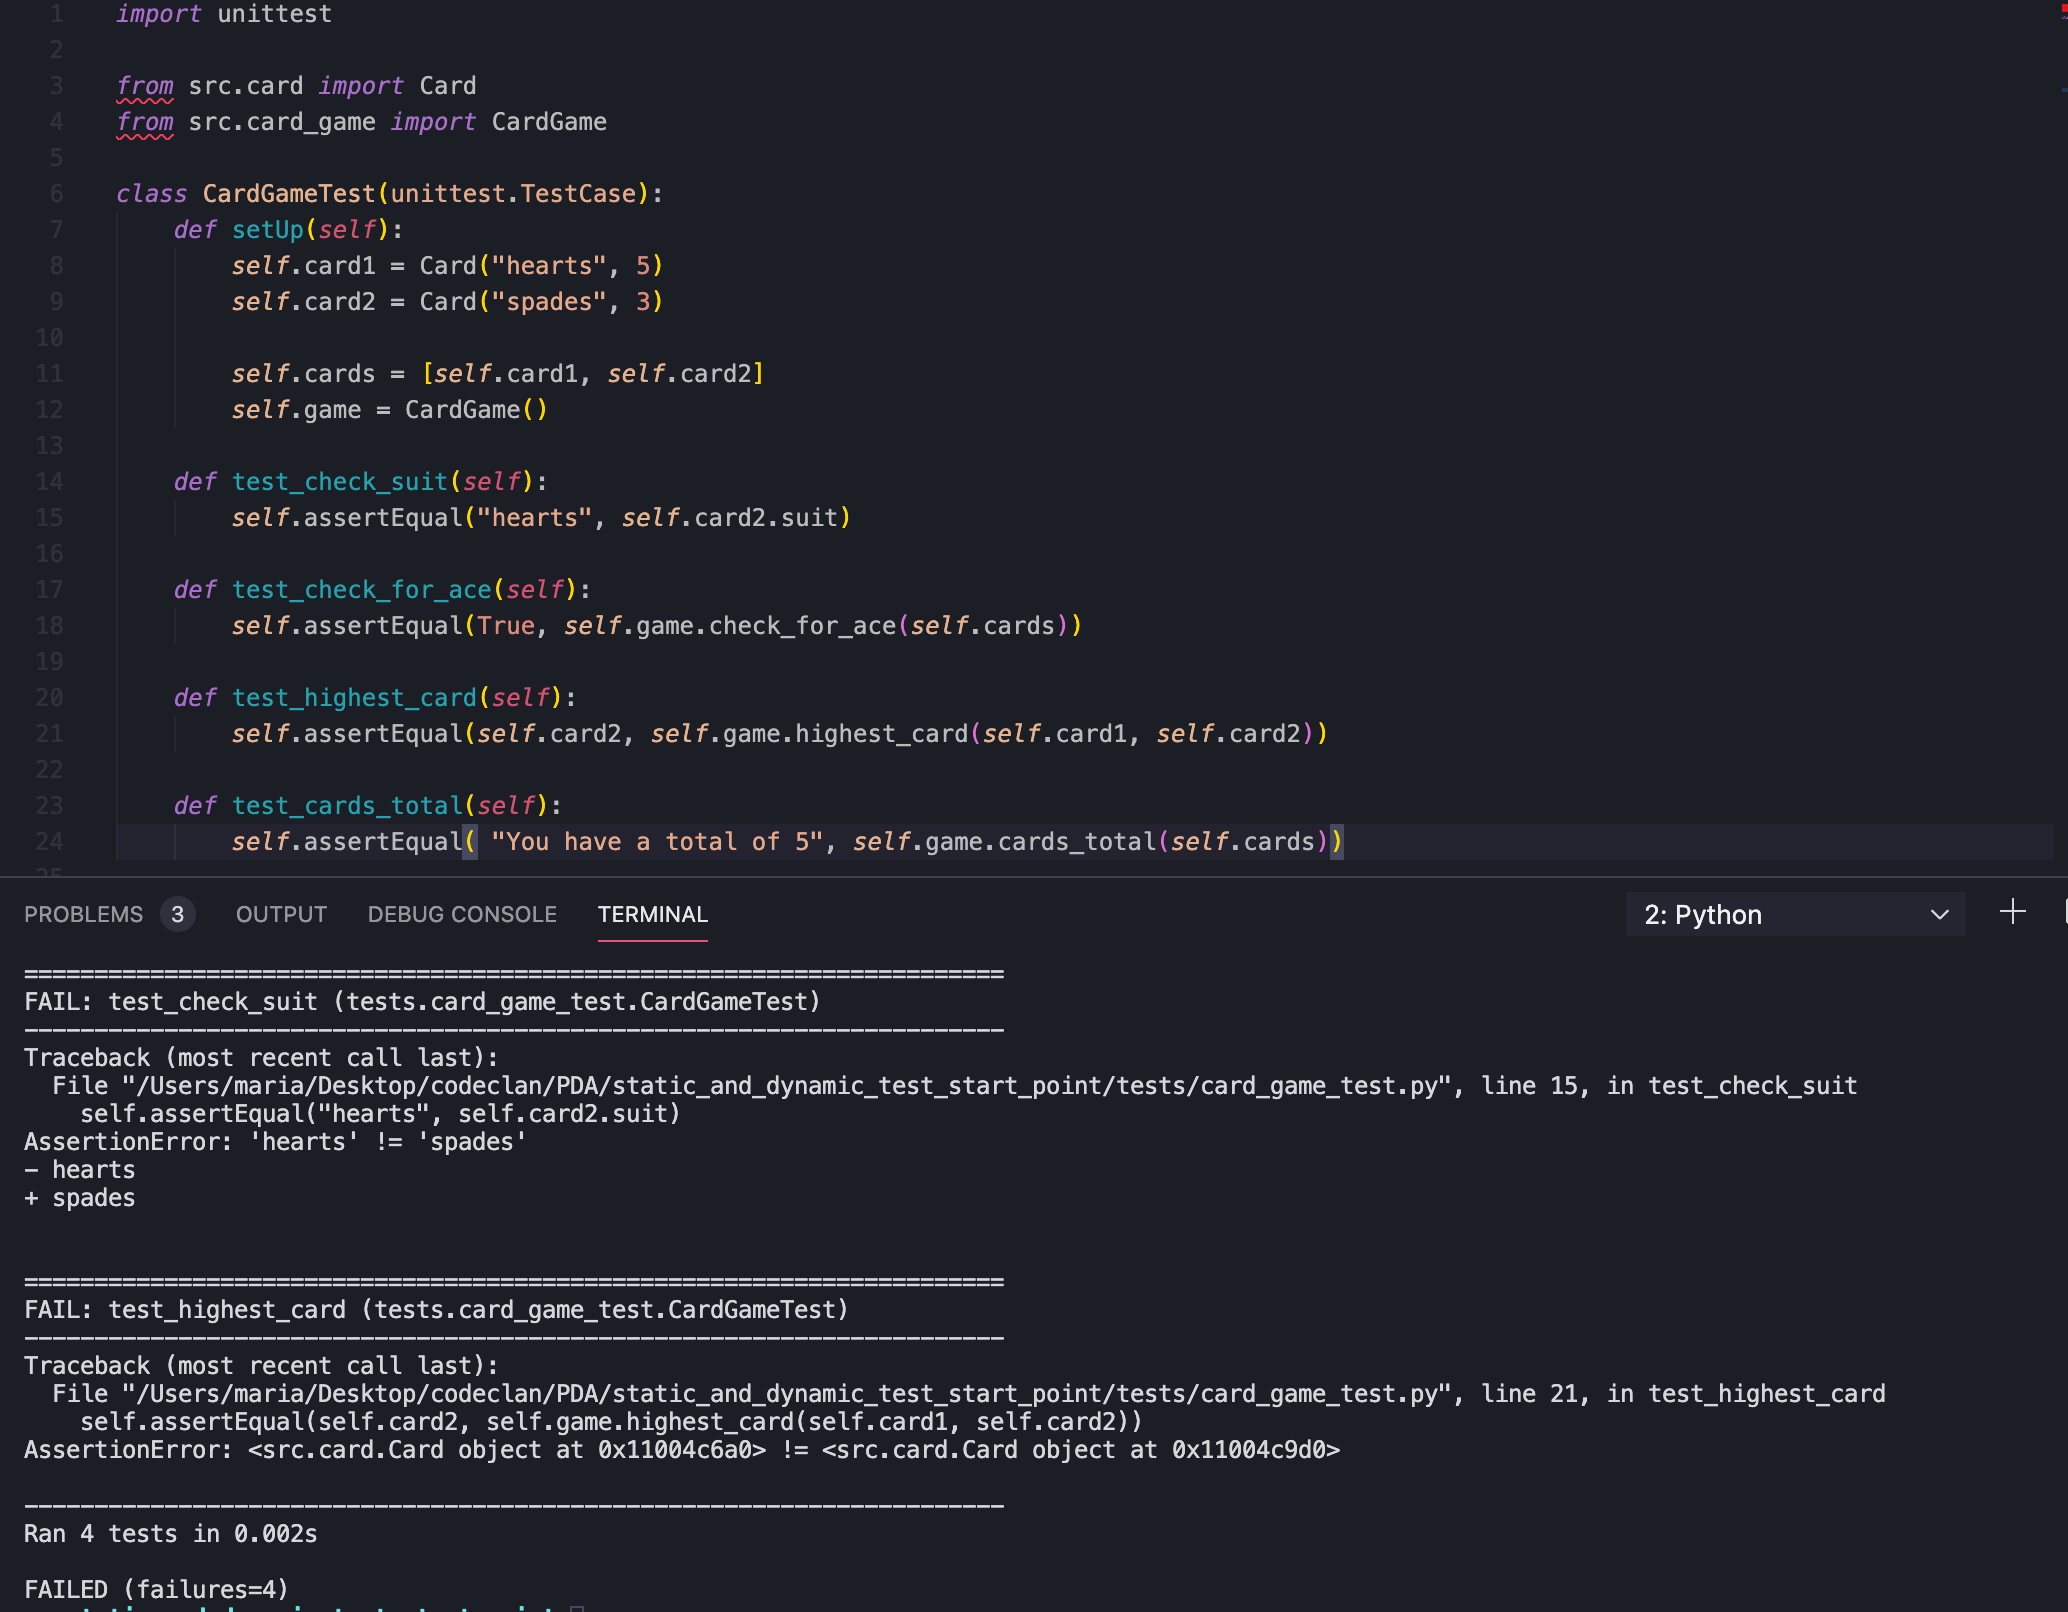 1 import unittest
2
3 from src.card import Card
4 from src.card_game import CardGame
5
6 class CardGameTest(unittest.TestCase):
7 def setUp(self):
8 self.card1 = Card("hearts", 5)
9 self.card2 = Card("spades", 3)
10
11 self.cards = [self.card1, self.card2]
12 self.game = CardGame()
13
14 def test_check_suit(self):
15 self.assertEqual("hearts", self.card2.suit)
16
17 def test_check_for_ace(self):
18 self.assertEqual(True, self.game.check_for_ace(self.cards))
19
20 def test_highest_card(self):
21 self.assertEqual(self.card2, self.game.highest_card(self.card1, self.card2))
22
23 def test_cards_total(self):
24 self.assertEqual( "You have a total of 5", self.game.cards_total(self.cards))
25
PROBLEMS 3 OUTPUT DEBUG CONSOLE TERMINAL 2: Python
======================================================================
FAIL: test_check_suit (tests.card_game_test.CardGameTest)
----------------------------------------------------------------------
Traceback (most recent call last):
File "/Users/maria/Desktop/codeclan/PDA/static_and_dynamic_test_start_point/tests/card_game_test.py", line 15, in test_check_suit
self.assertEqual("hearts", self.card2.suit)
AssertionError: 'hearts' != 'spades'
- hearts
+ spades
======================================================================
FAIL: test_highest_card (tests.card_game_test.CardGameTest)
----------------------------------------------------------------------
Traceback (most recent call last):
File "/Users/maria/Desktop/codeclan/PDA/static_and_dynamic_test_start_point/tests/card_game_test.py", line 21, in test_highest_card
self.assertEqual(self.card2, self.game.highest_card(self.card1, self.card2))
AssertionError: <src.card.Card object at 0x11004c6a0> != <src.card.Card object at 0x11004c9d0>
----------------------------------------------------------------------
Ran 4 tests in 0.002s
FAILED (failures=4)